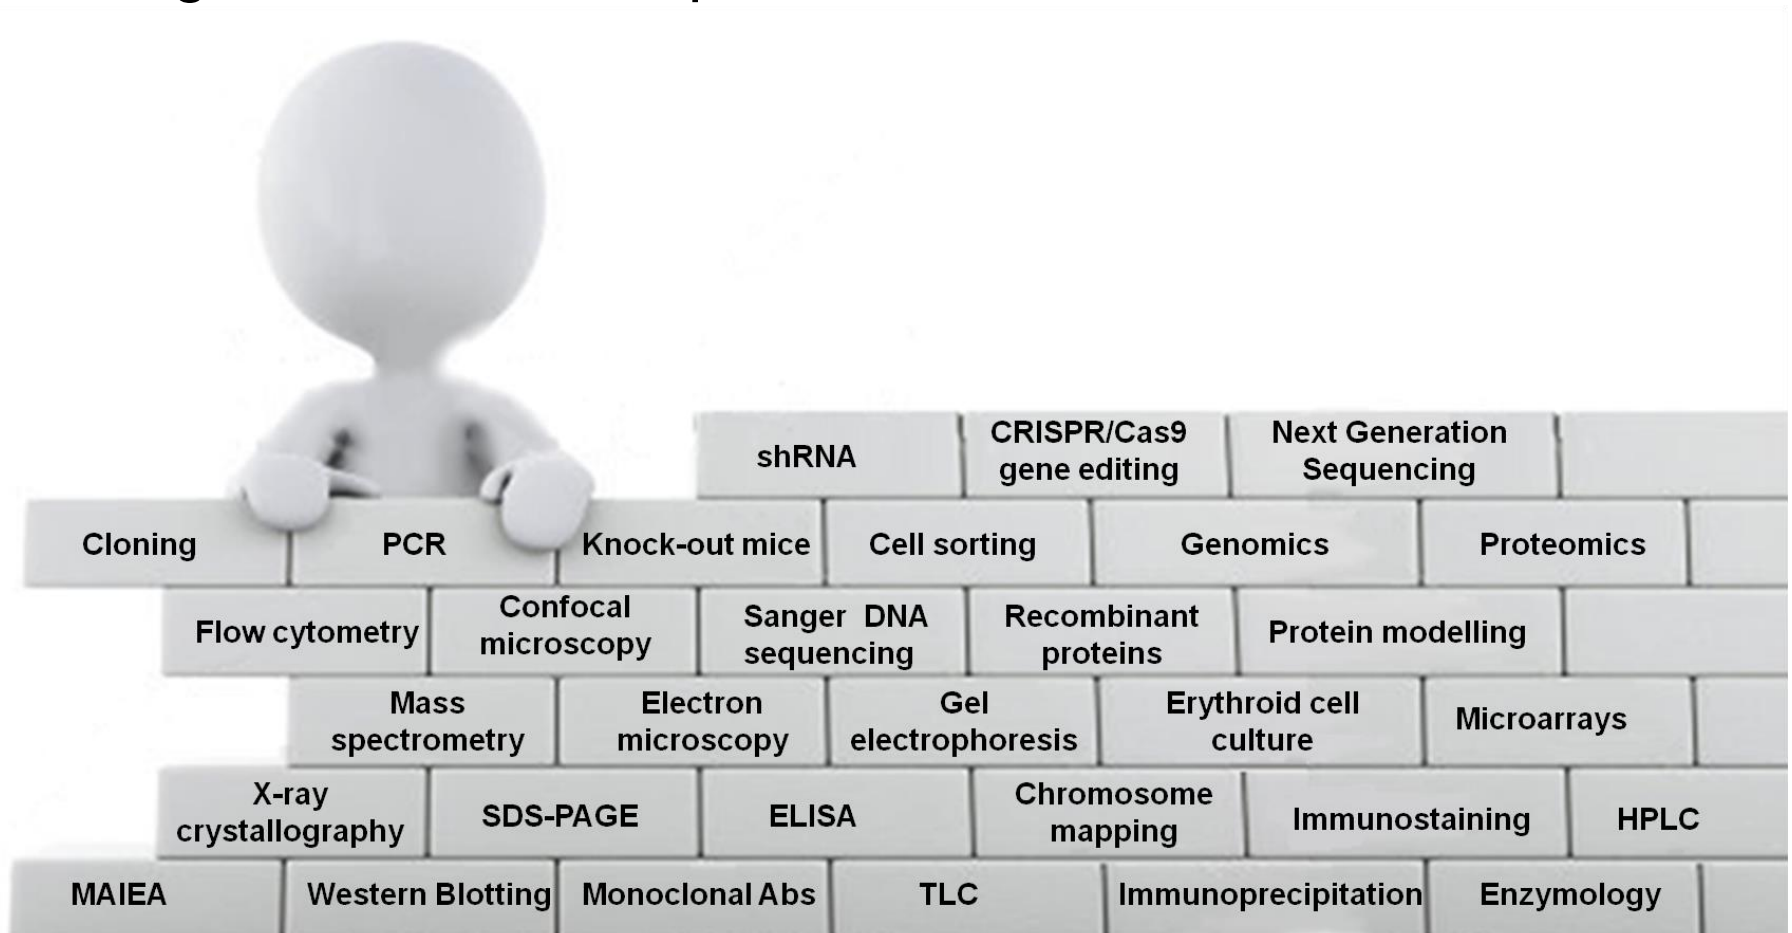 shRNA
CRISPR/Cas9
gene editing
Next Generation
Sequencing
Cloning
PCR
Knock-out mice
Cell sorting
Genomics
Proteomics
Flow cytometry
Confocal
microscopy
Sanger DNA
sequencing
Recombinant
proteins
Protein modelling
Mass
spectrometry
Electron
microscopy
Gel
electrophoresis
Erythroid cell
culture
Microarrays
X-ray
crystallography
SDS-PAGE
ELISA
Chromosome
mapping
Immunostaining
HPLC
MAIEA
Western Blotting
Monoclonal Abs
TLC
Immunoprecipitation
Enzymology